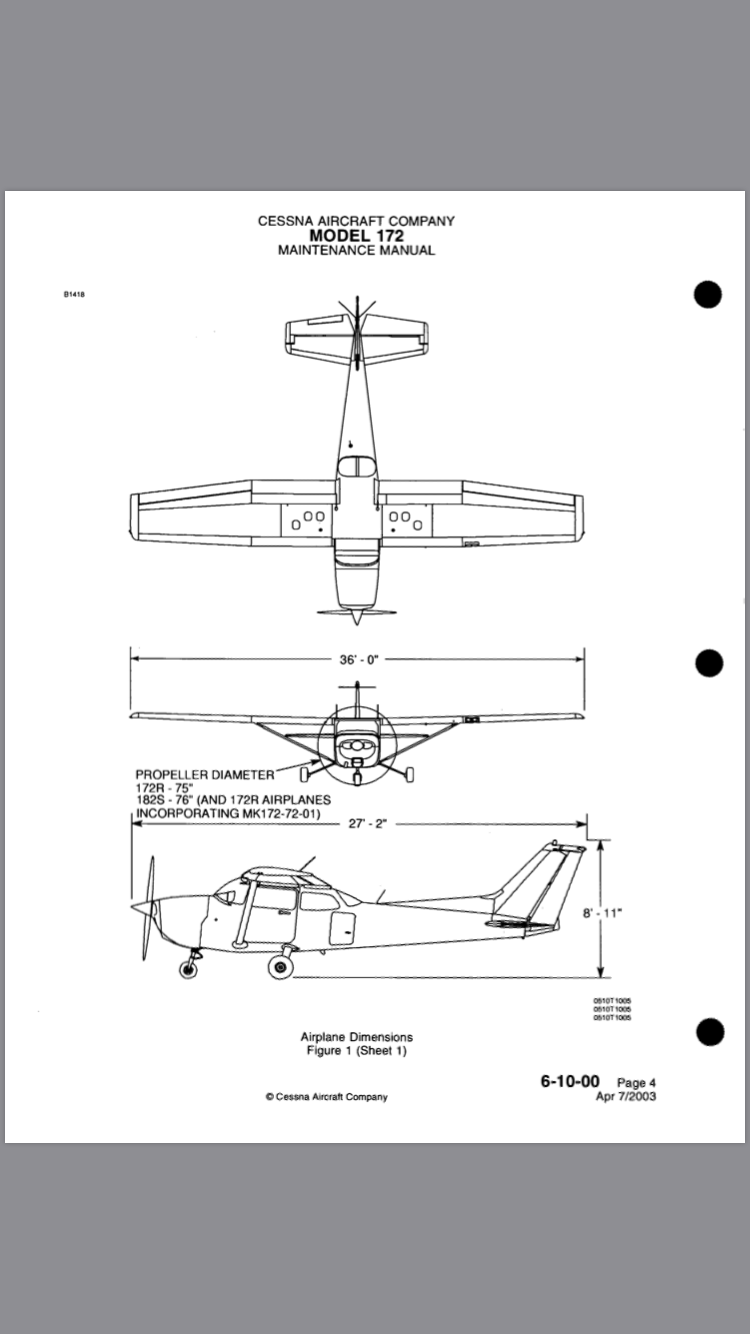 CESSNA AIRCRAFT COMPANY
MODEL 172
MAINTENANCE MANUAL
B1418
36' - 0"
PROPELLER DIAMETER
172R - 75"
182S - 76" (AND 172R AIRPLANES
INCORPORATING MK172-72-01)
27' - 2"
8' - 11"
0510T1005
0510T1005
0510T1005
Airplane Dimensions
Figure 1 (Sheet 1)
6-10-00 Page 4
© Cessna Aircraft Company
Apr 7/2003